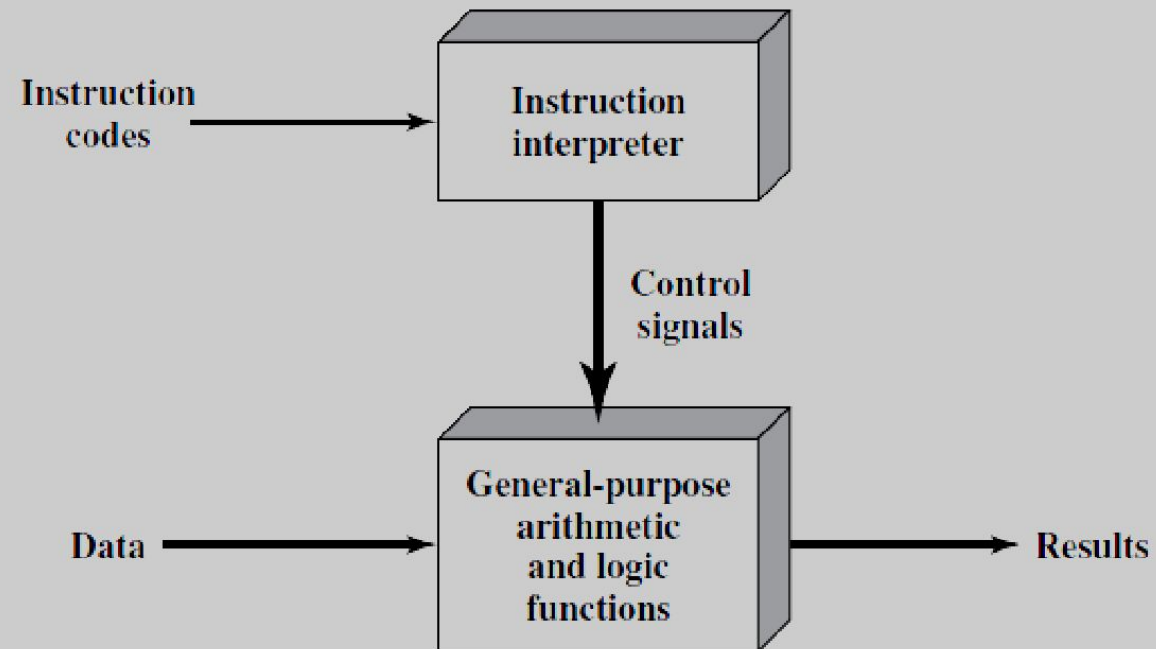 Instruction
codes
Instruction
interpreter
Control
signals
Data
General-purpose
arithmetic
and logic
functions
Results